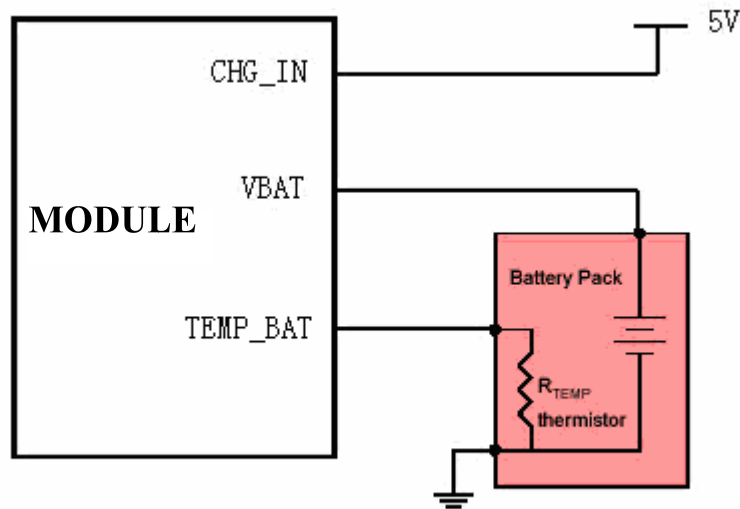 5V
CHG_IN
VBAT
MODULE
Battery Pack
TEMP_BAT
RTEMP
thermistor